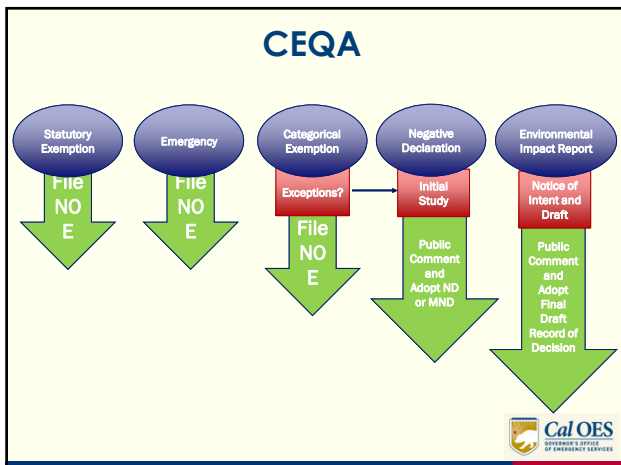 CEQA
Statutory
Exemption
File
NO
E
Emergency
File
NO
E
Categorical
Exemption
Exceptions?
File
NO
E
Negative
Declaration
Initial
Study
Public
Comment
and
Adopt ND
or MND
Environmental
Impact Report
Notice of
Intent and
Draft
Public
Comment
and
Adopt
Final
Draft
Record of
Decision
Cal OES
GOVERNOR'S OFFICE
OF EMERGENCY SERVICES